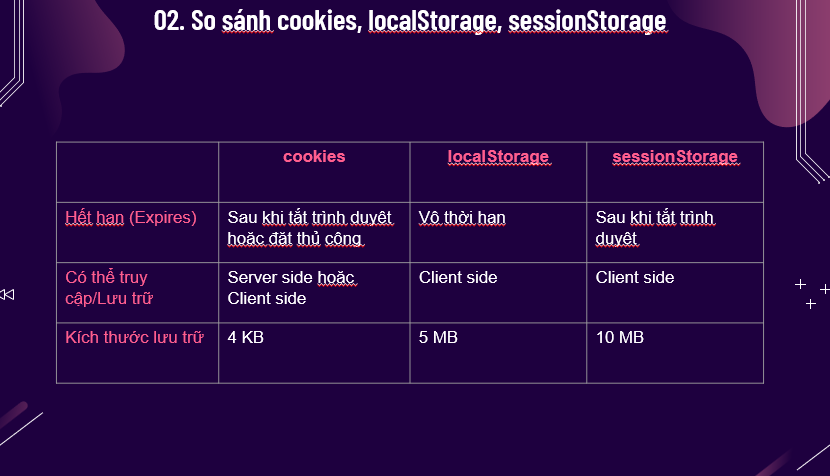 02. So sánh cookies, localStorage, sessionStorage
cookies
localStorage
sessionStorage
Hết hạn (Expires)
Sau khi tắt trình duyệt
hoặc đặt thủ công
Vô thời hạn
Sau khi tắt trình
duyệt
Có thể truy
cập/Lưu trữ
Server side hoặc
Client side
Client side
Client side
Kích thước lưu trữ
4 KB
5 MB
10 MB